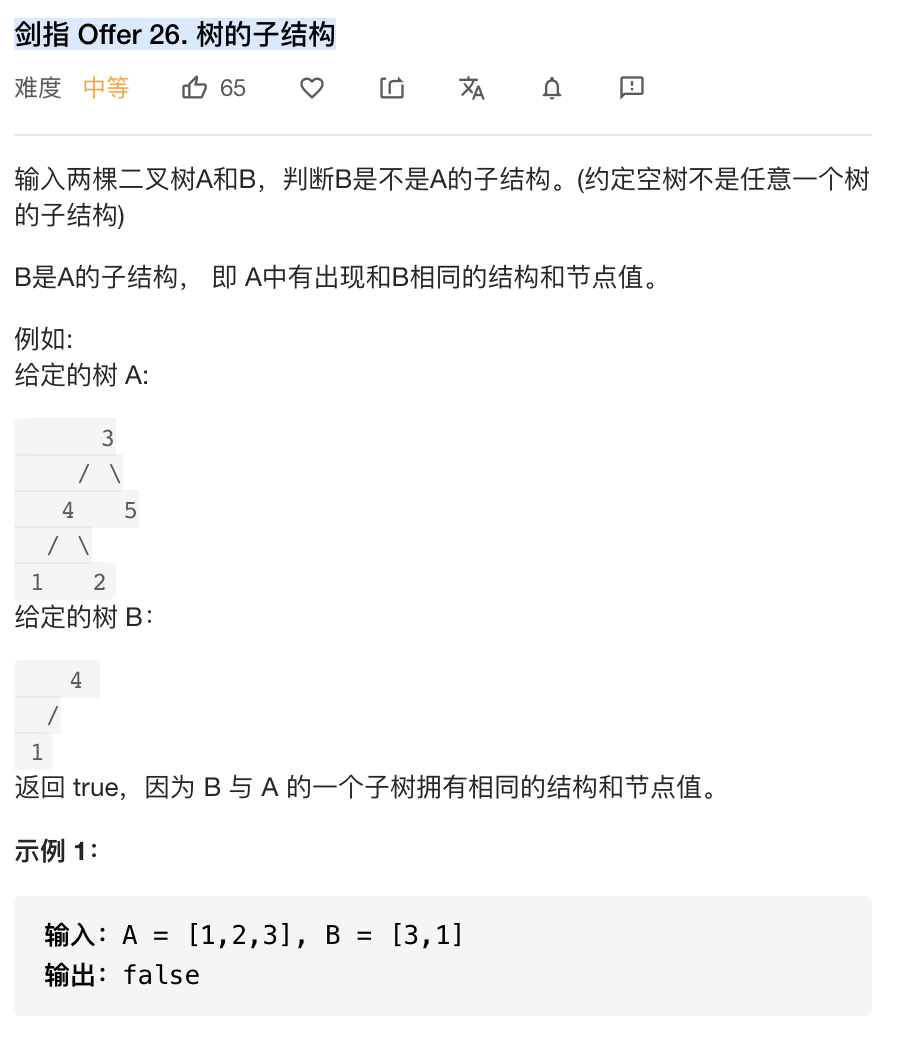 剑指 Offer 26. 树的子结构
难度 中等 65
输入两棵二叉树A和B，判断B是不是A的子结构。(约定空树不是任意一个树
的子结构)
B是A的子结构， 即 A中有出现和B相同的结构和节点值。
例如:
给定的树 A:
3
/ \
4 5
/ \
1 2
给定的树 B：
4
/
1
返回 true，因为 B 与 A 的一个子树拥有相同的结构和节点值。
示例 1：
输入：A = [1,2,3], B = [3,1]
输出：false